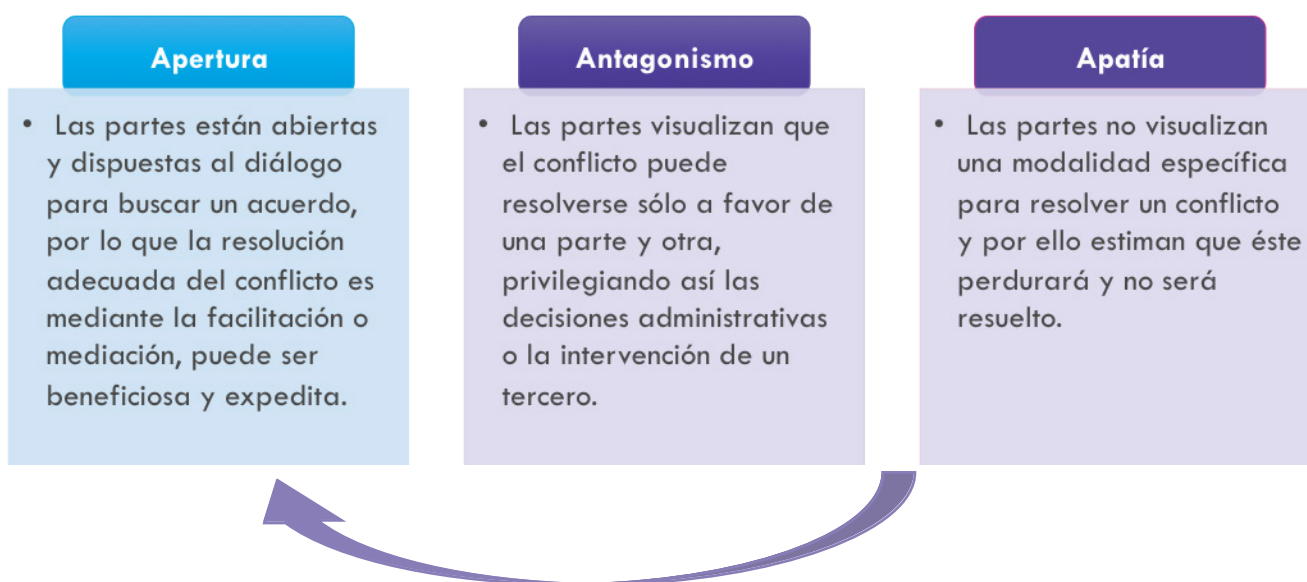 Apertura
• Las partes están abiertas
y dispuestas al diálogo
para buscar un acuerdo,
por lo que la resolución
adecuada del conflicto es
mediante la facilitación o
mediación, puede ser
beneficiosa y expedita.
Antagonismo
• Las partes visualizan que
el conflicto puede
resolverse sólo a favor de
una parte y otra,
privilegiando así las
decisiones administrativas
o la intervención de un
tercero.
Apatía
• Las partes no visualizan
una modalidad específica
para resolver un conflicto
y por ello estiman que éste
perdurará y no será
resuelto.